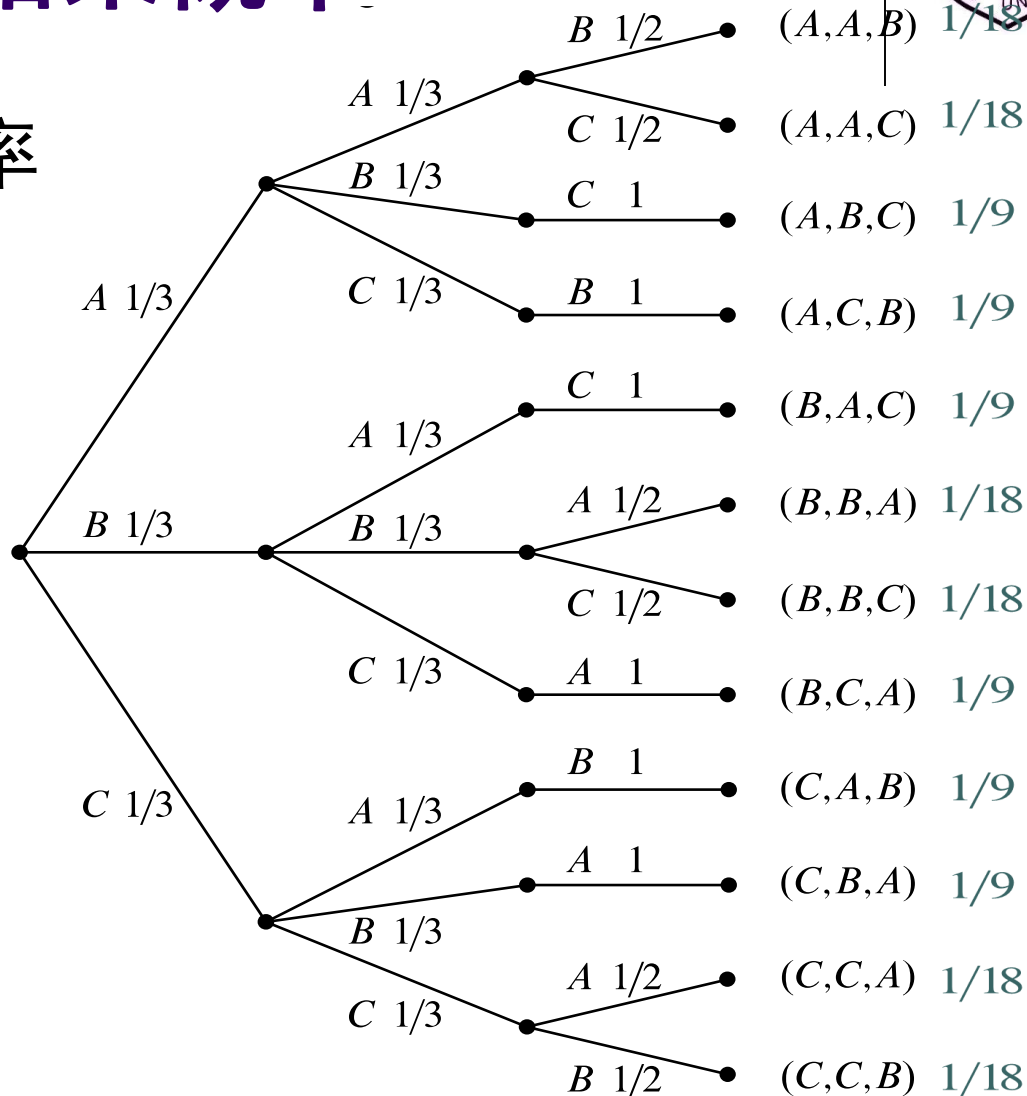 率
B 1/2 (A,A,B) 1/18
A 1/3
C 1/2 (A,A,C) 1/18
B 1/3 C 1 (A,B,C) 1/9
A 1/3 C 1/3 B 1 (A,C,B) 1/9
C 1 (B,A,C) 1/9
A 1/3
A 1/2 (B,B,A) 1/18
B 1/3 B 1/3
C 1/2 (B,B,C) 1/18
C 1/3 A 1 (B,C,A) 1/9
B 1 (C,A,B) 1/9
C 1/3 A 1/3
A 1 (C,B,A) 1/9
B 1/3
A 1/2 (C,C,A) 1/18
C 1/3
B 1/2 (C,C,B) 1/18